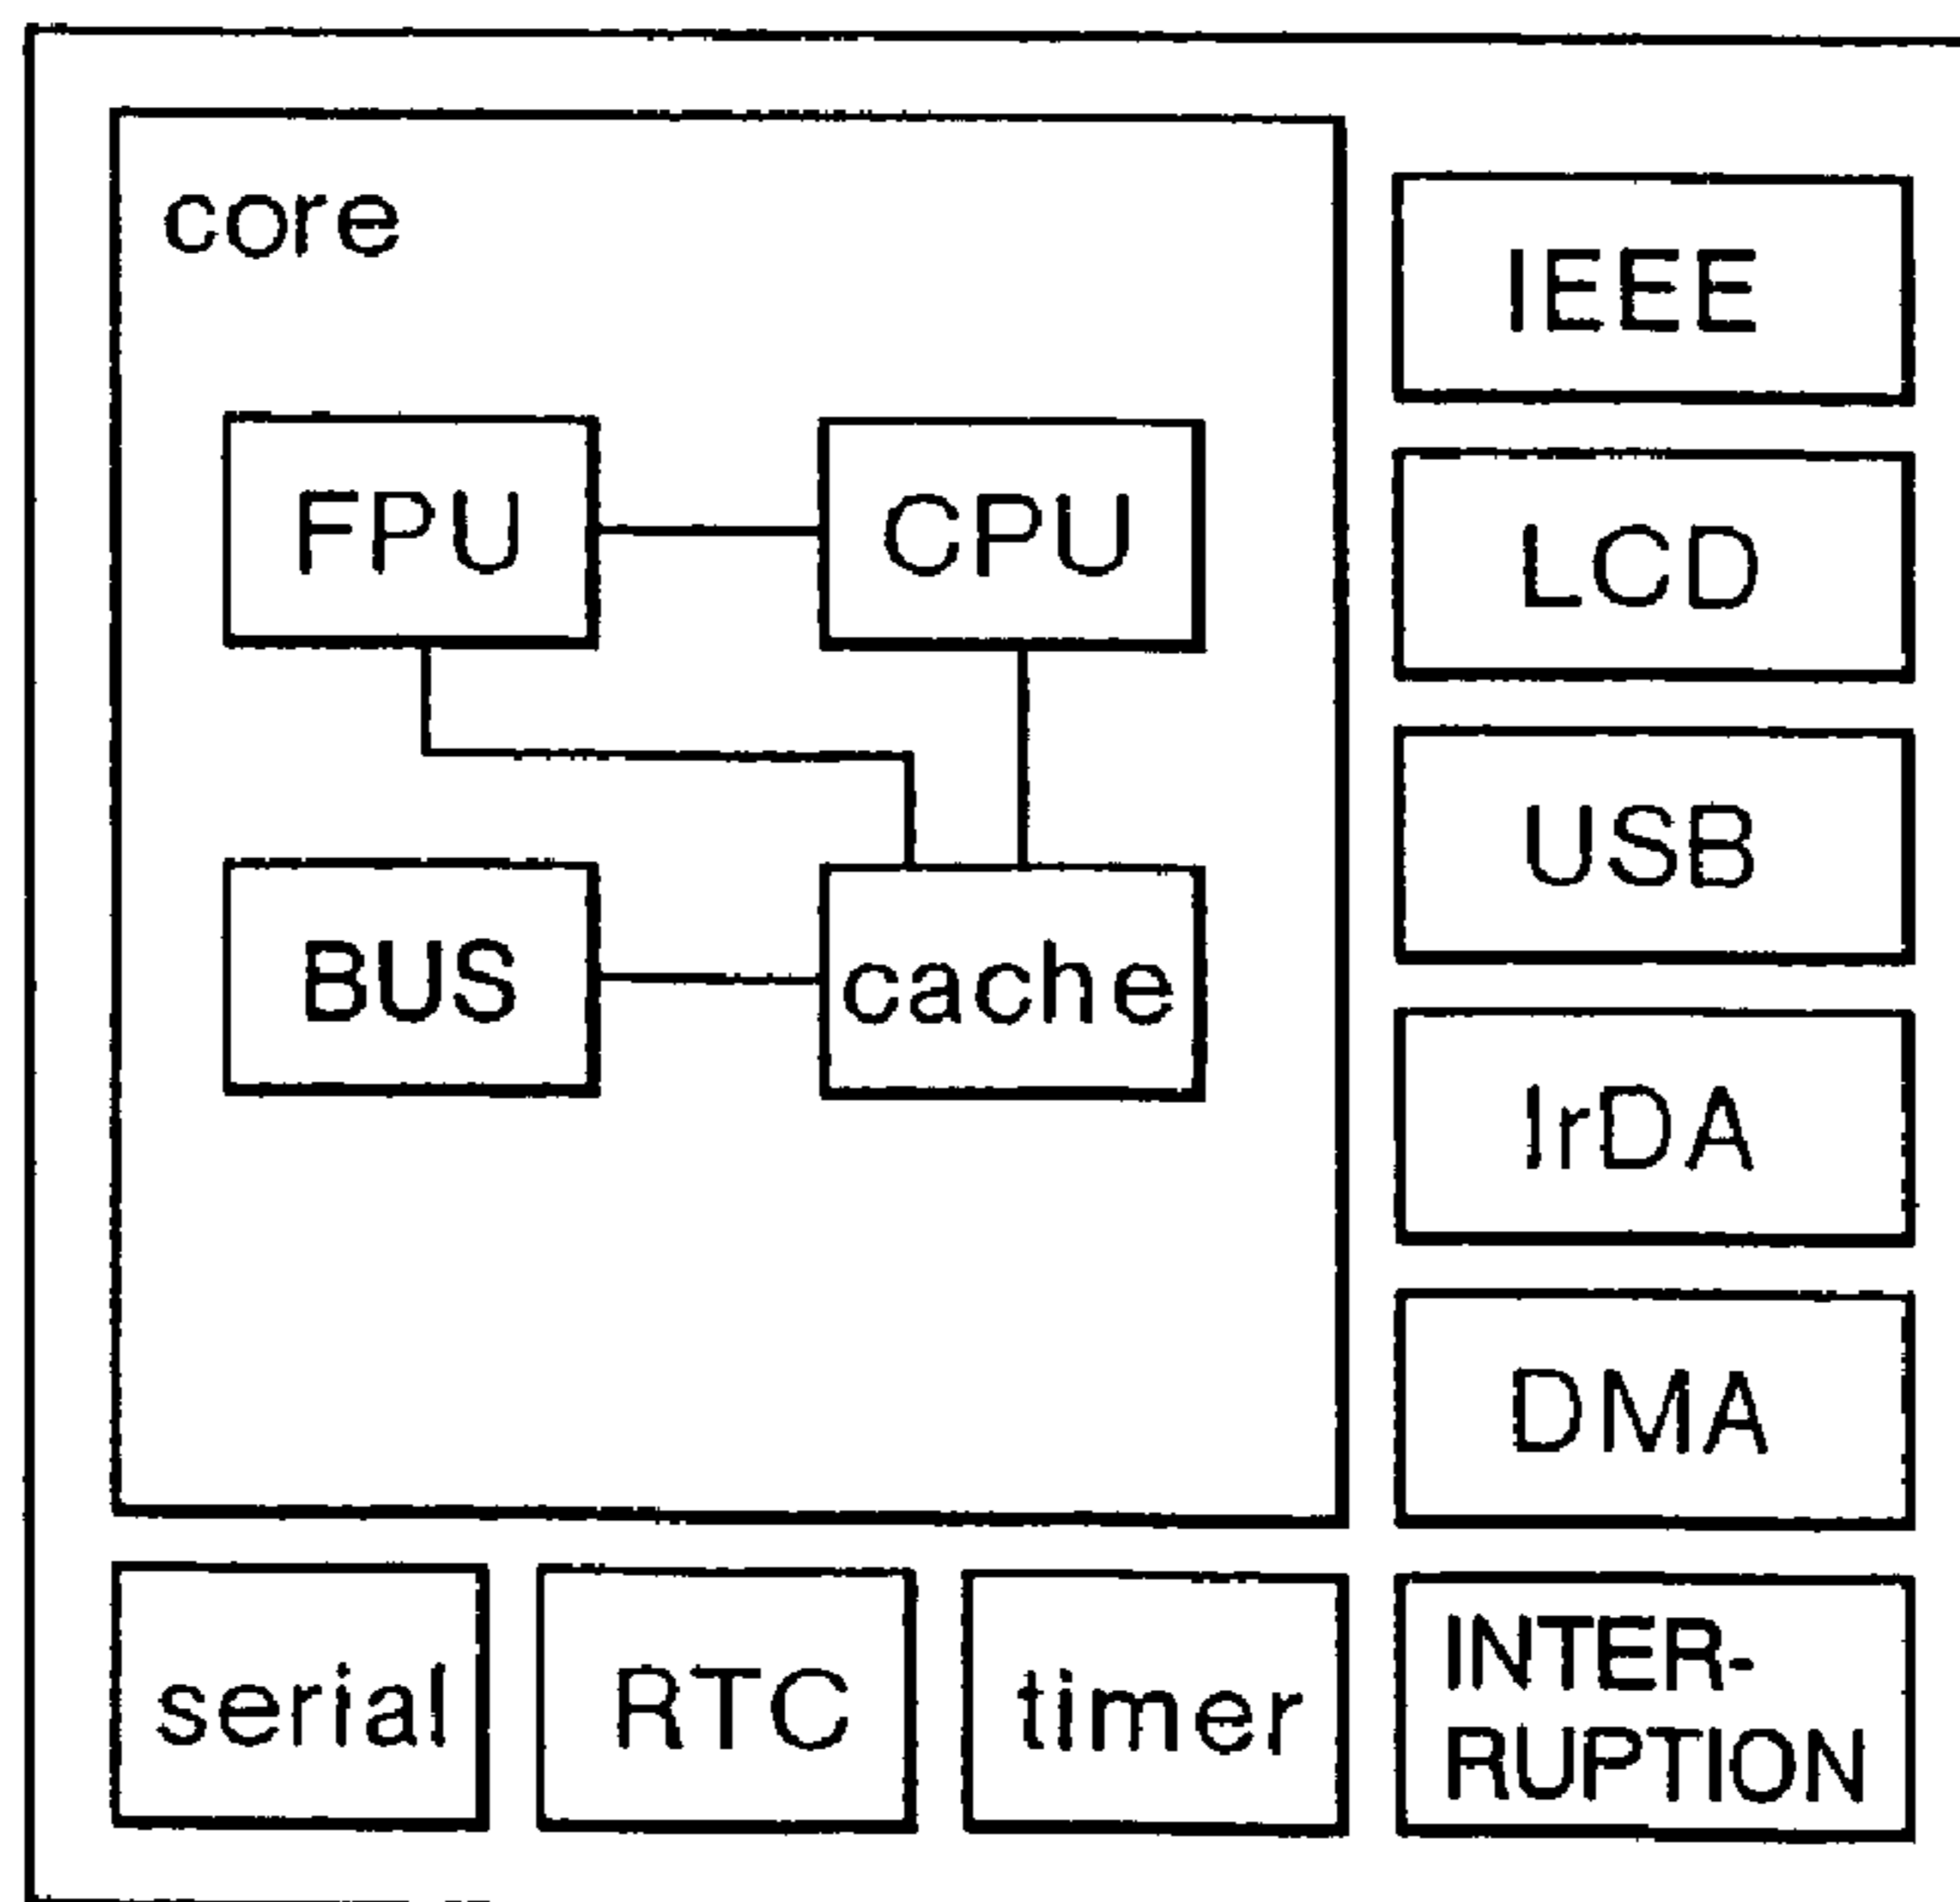 core
FPU
CPU
BUS
cache
IEEE
LCD
USB
IrDA
DMA
serial
RTC
timer
INTER-
RUPTION